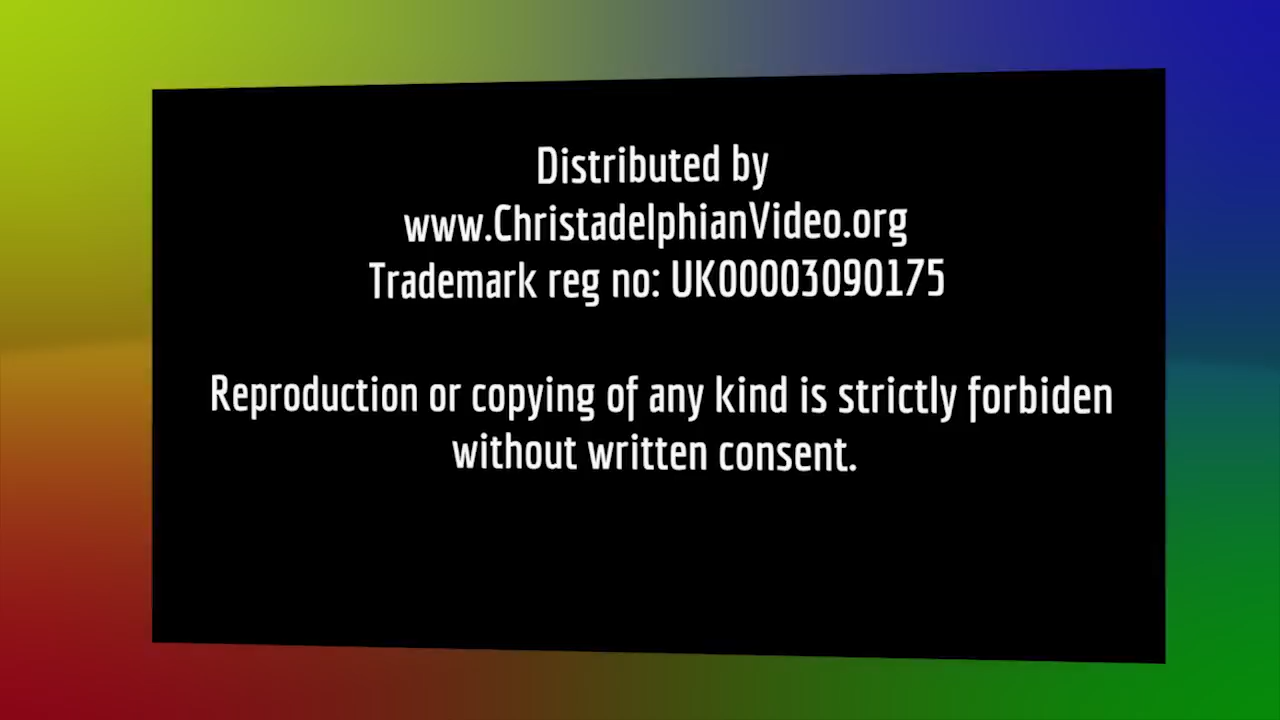 Distributed by
www.ChristadelphianVideo.org
Trademark reg no: UK00003090175
Reproduction or copying of any kind is strictly forbiden
without written consent.